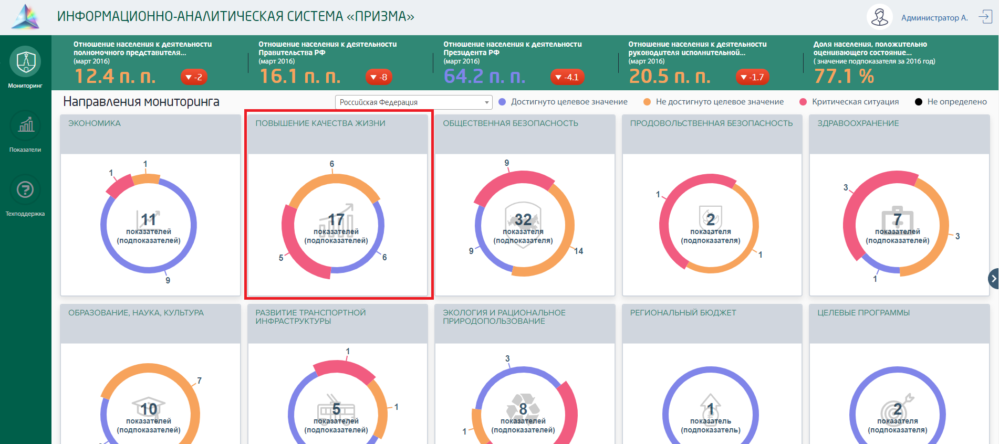 ИНФОРМАЦИОННО-АНАЛИТИЧЕСКАЯ СИСТЕМА «ПРИЗМА»
Администратор А.
Мониторинг
Показатели
Техподдержка
Отношение населения к деятельности
полномочного представителя...
(март 2016)
12.4 п. п.
-2
Отношение населения к деятельности
Правительства РФ
(март 2016)
16.1 п. п.
-8
Отношение населения к деятельности
Президента РФ
(март 2016)
64.2 п. п.
-4.1
Отношение населения к деятельности
руководителя исполнительной...
(март 2016)
20.5 п. п.
-1.7
Доля населения, положительно
оценивающего состояние...
( значение подпоказателя за 2016 год)
77.1 %
Направления мониторинга
Российская Федерация
Достигнуто целевое значение
Не достигнуто целевое значение
Критическая ситуация
Не определено
ЭКОНОМИКА
1
1
11
показателей
(подпоказателей)
9
ПОВЫШЕНИЕ КАЧЕСТВА ЖИЗНИ
6
17
показателей
(подпоказателей)
5
6
ОБЩЕСТВЕННАЯ БЕЗОПАСНОСТЬ
9
32
показателя
(подпоказателя)
9
14
ПРОДОВОЛЬСТВЕННАЯ БЕЗОПАСНОСТЬ
1
2
показателя
(подпоказателя)
1
ЗДРАВООХРАНЕНИЕ
3
7
показателей
(подпоказателей)
3
1
ОБРАЗОВАНИЕ, НАУКА, КУЛЬТУРА
7
10
показателей
(подпоказателей)
РАЗВИТИЕ ТРАНСПОРТНОЙ
ИНФРАСТРУКТУРЫ
1
5
показателей
(подпоказателей)
1
ЭКОЛОГИЯ И РАЦИОНАЛЬНОЕ
ПРИРОДОПОЛЬЗОВАНИЕ
3
8
показателей
(подпоказателей)
1
РЕГИОНАЛЬНЫЙ БЮДЖЕТ
1
показатель
(подпоказатель)
ЦЕЛЕВЫЕ ПРОГРАММЫ
2
показателя
(подпоказателя)